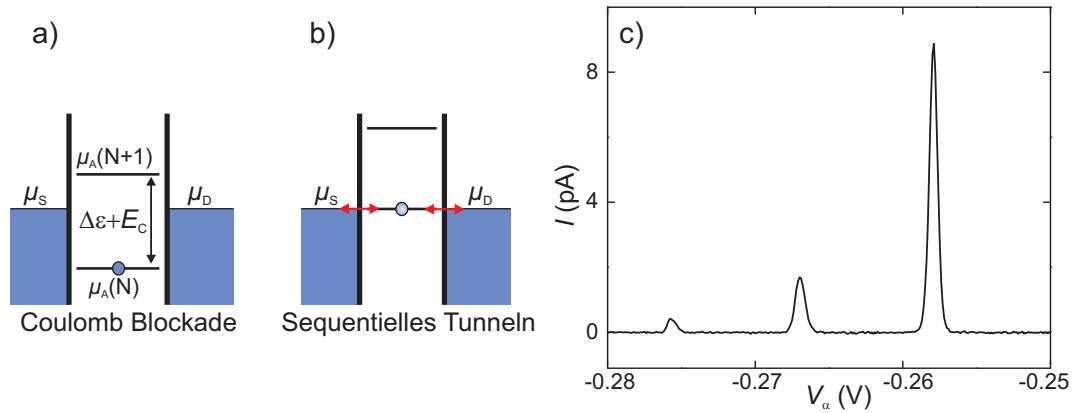 a)
μA(N+1)
μS
μD
Δε+EC
μA(N)
Coulomb Blockade
b)
μS
μD
Sequentielles Tunneln
c)
I (pA)
8
4
0
-0.28
-0.27
-0.26
-0.25
Vα (V)